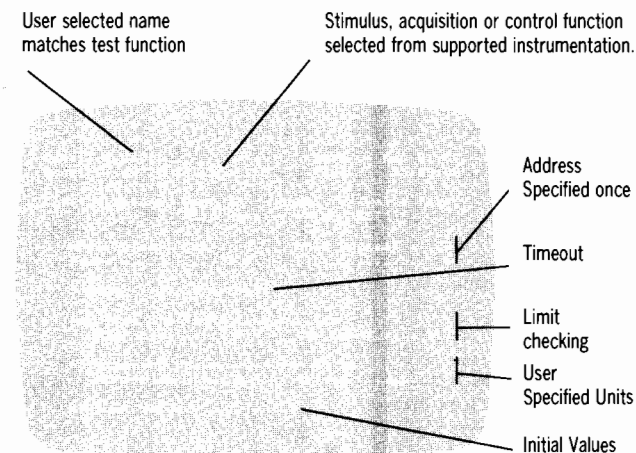 User selected name
matches test function
Stimulus, acquisition or control function
selected from supported instrumentation.
Address
Specified once
Timeout
Limit
checking
User
Specified Units
Initial Values